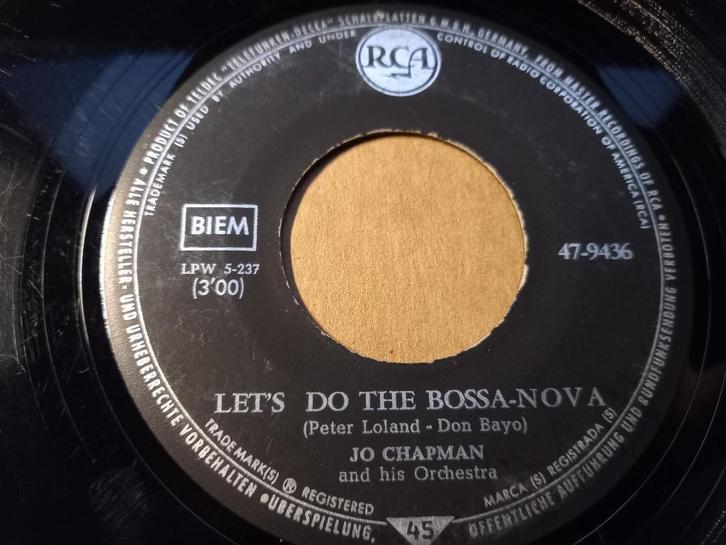 • PRODUCT OF TELDEC "TELEFUNKEN-DECCA" SCHALLPLATTEN G.M.B.H., GERMANY, FROM MASTER RECORDINGS OF RCA •
TRADEMARK (S) USED BY AUTHORITY AND UNDER CONTROL OF RADIO CORPORATION OF AMERICA (RCA)
RCA
BIEM
LPW 5-237
(3'00)
47-9436
LET'S DO THE BOSSA-NOVA
(Peter Loland - Don Bayo)
JO CHAPMAN
and his Orchestra
TRADE MARK(S) ® REGISTERED
MARCA (S) REGISTRADA (S)
45
ALLE HERSTELLER- UND URHEBERRECHTE VORBEHALTEN • ÜBERSPIELUNG, ÖFFENTLICHE AUFFÜHRUNG UND RUNDFUNKSENDUNG VERBOTEN